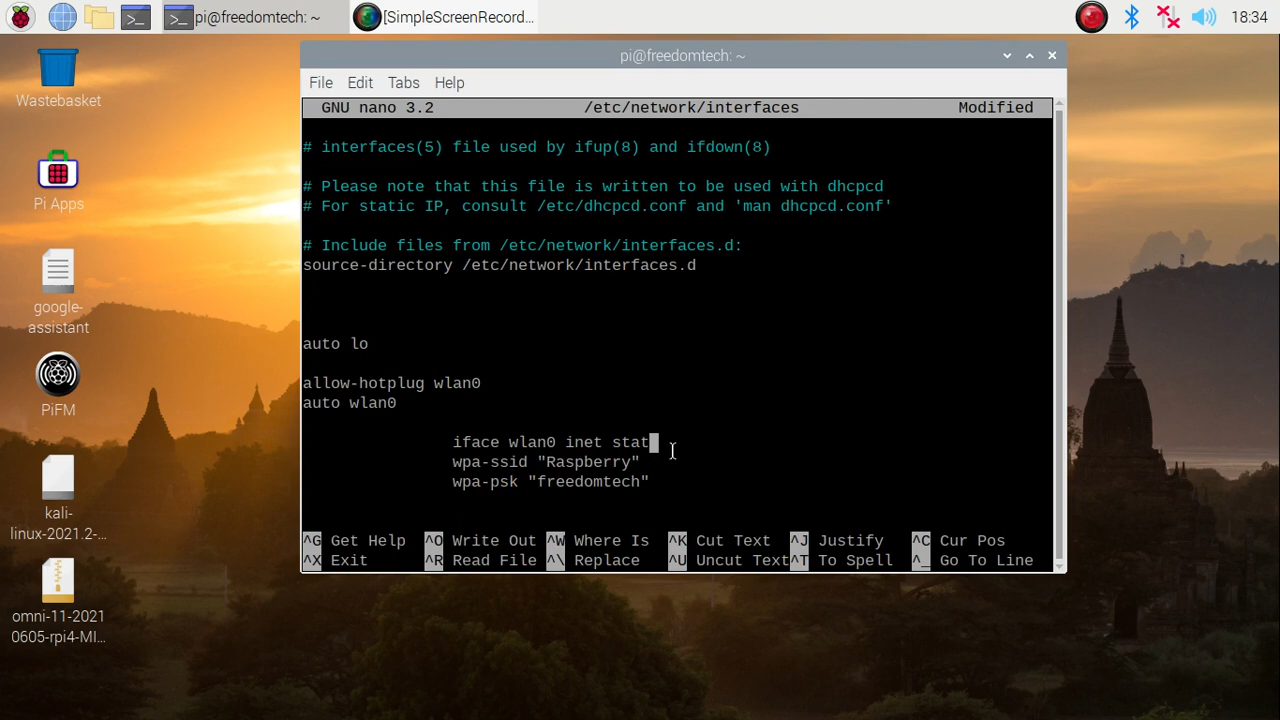 pi@freedomtech: ~
[SimpleScreenRecord...
18:34
Wastebasket
Pi Apps
google-
assistant
PiFM
kali-
linux-2021.2-...
omni-11-2021
0605-rpi4-MI...
pi@freedomtech: ~
File Edit Tabs Help
GNU nano 3.2 /etc/network/interfaces Modified
# interfaces(5) file used by ifup(8) and ifdown(8)
# Please note that this file is written to be used with dhcpcd
# For static IP, consult /etc/dhcpcd.conf and 'man dhcpcd.conf'
# Include files from /etc/network/interfaces.d:
source-directory /etc/network/interfaces.d
auto lo
allow-hotplug wlan0
auto wlan0
iface wlan0 inet stat
wpa-ssid "Raspberry"
wpa-psk "freedomtech"
^G Get Help ^O Write Out ^W Where Is ^K Cut Text ^J Justify ^C Cur Pos
^X Exit ^R Read File ^\ Replace ^U Uncut Text ^T To Spell ^_ Go To Line